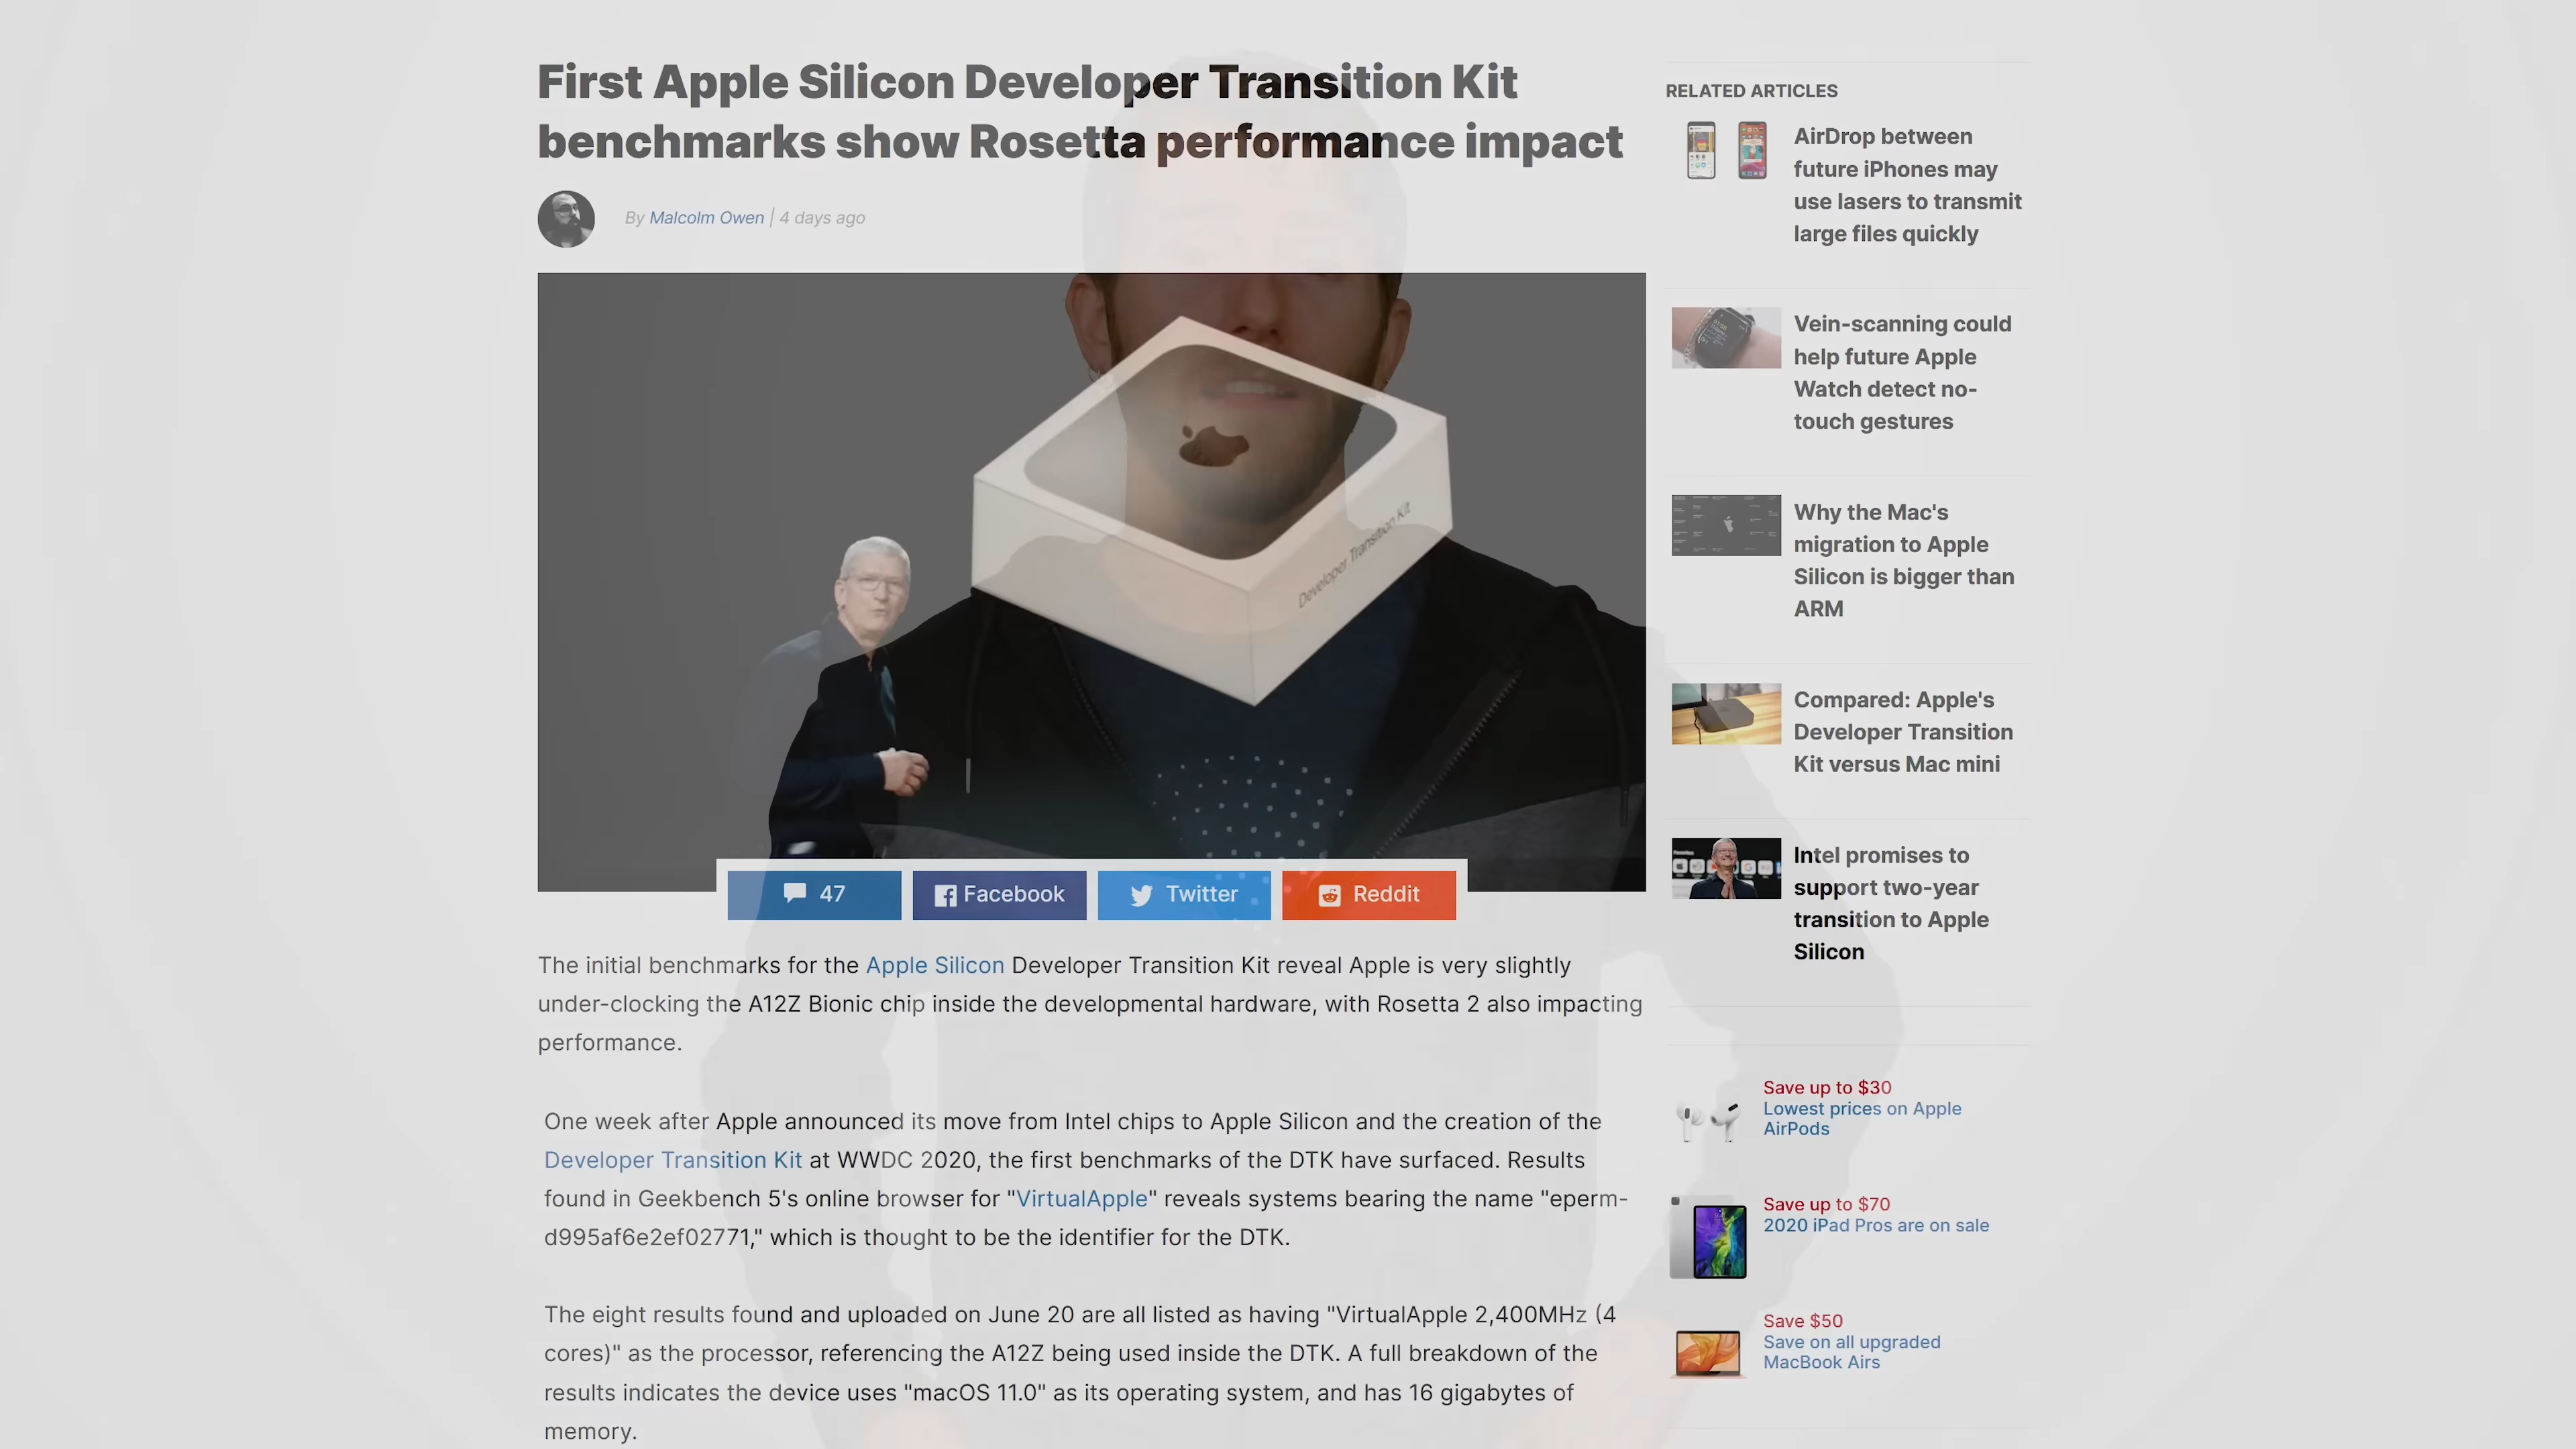 First Apple Silicon Developer Transition Kit
benchmarks show Rosetta performance impact
By Malcolm Owen | 4 days ago
Developer Transition Kit
47
Facebook
Twitter
Reddit
The initial benchmarks for the Apple Silicon Developer Transition Kit reveal Apple is very slightly
under-clocking the A12Z Bionic chip inside the developmental hardware, with Rosetta 2 also impacting
performance.
One week after Apple announced its move from Intel chips to Apple Silicon and the creation of the
Developer Transition Kit at WWDC 2020, the first benchmarks of the DTK have surfaced. Results
found in Geekbench 5's online browser for "VirtualApple" reveals systems bearing the name "eperm-
d995af6e2ef02771," which is thought to be the identifier for the DTK.
The eight results found and uploaded on June 20 are all listed as having "VirtualApple 2,400MHz (4
cores)" as the processor, referencing the A12Z being used inside the DTK. A full breakdown of the
results indicates the device uses "macOS 11.0" as its operating system, and has 16 gigabytes of
memory.
RELATED ARTICLES
AirDrop between
future iPhones may
use lasers to transmit
large files quickly
Vein-scanning could
help future Apple
Watch detect no-
touch gestures
Why the Mac's
migration to Apple
Silicon is bigger than
ARM
Compared: Apple's
Developer Transition
Kit versus Mac mini
Intel promises to
support two-year
transition to Apple
Silicon
Save up to $30
Lowest prices on Apple
AirPods
Save up to $70
2020 iPad Pros are on sale
Save $50
Save on all upgraded
MacBook Airs